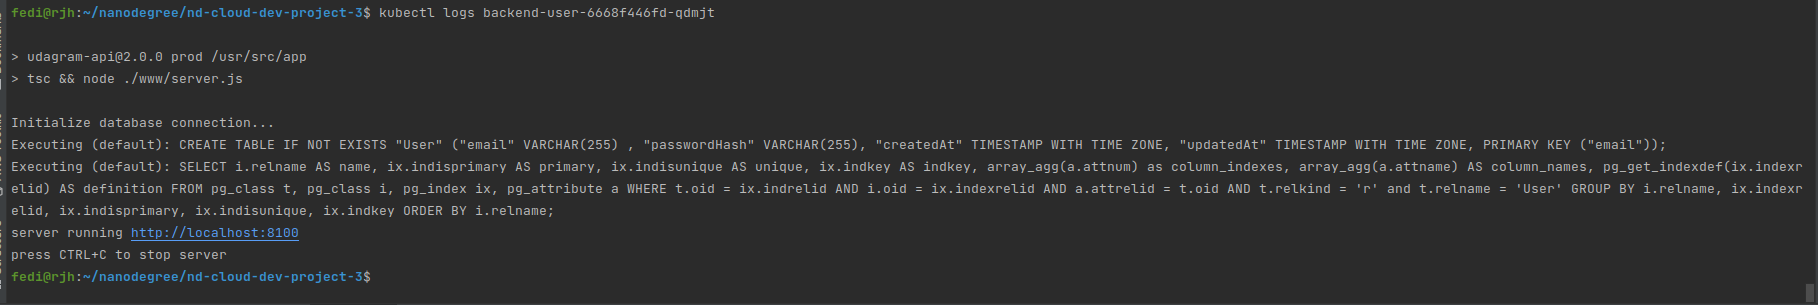 fedi@rjh:~/nanodegree/nd-cloud-dev-project-3$ kubectl logs backend-user-6668f446fd-qdmjt
> udagram-api@2.0.0 prod /usr/src/app
> tsc && node ./www/server.js
Initialize database connection...
Executing (default): CREATE TABLE IF NOT EXISTS "User" ("email" VARCHAR(255) , "passwordHash" VARCHAR(255), "createdAt" TIMESTAMP WITH TIME ZONE, "updatedAt" TIMESTAMP WITH TIME ZONE, PRIMARY KEY ("email"));
Executing (default): SELECT i.relname AS name, ix.indisprimary AS primary, ix.indisunique AS unique, ix.indkey AS indkey, array_agg(a.attnum) as column_indexes, array_agg(a.attname) AS column_names, pg_get_indexdef(ix.indexr
elid) AS definition FROM pg_class t, pg_class i, pg_index ix, pg_attribute a WHERE t.oid = ix.indrelid AND i.oid = ix.indexrelid AND a.attrelid = t.oid AND t.relkind = 'r' and t.relname = 'User' GROUP BY i.relname, ix.indexr
elid, ix.indisprimary, ix.indisunique, ix.indkey ORDER BY i.relname;
server running http://localhost:8100
press CTRL+C to stop server
fedi@rjh:~/nanodegree/nd-cloud-dev-project-3$